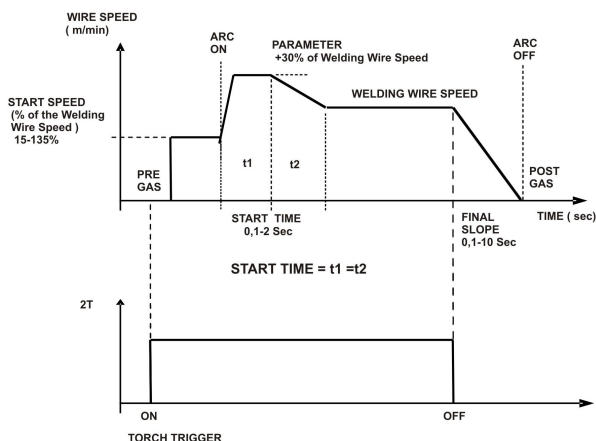 WIRE SPEED
( m/min)
ARC
ON
PARAMETER
+30% of Welding Wire Speed
ARC
OFF
START SPEED
(% of the Welding
Wire Speed )
15-135%
WELDING WIRE SPEED
PRE
GAS
t1
t2
POST
GAS
START TIME
0,1-2 Sec
FINAL
SLOPE
0,1-10 Sec
TIME ( sec)
START TIME = t1 =t2
2T
ON
OFF
TORCH TRIGGER